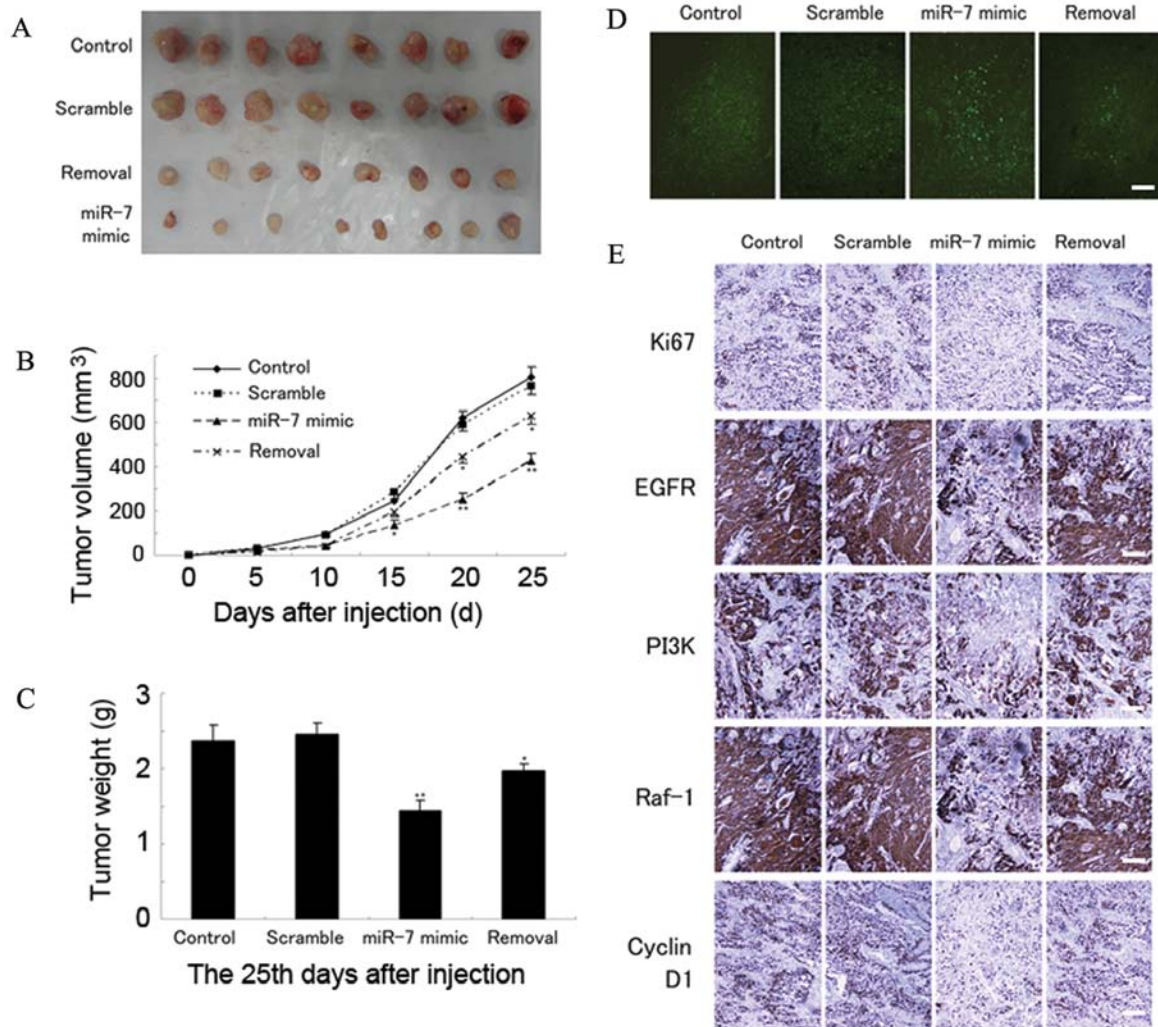 A
Control
Scramble
Removal
miR-7
mimic
B
Tumor volume (mm³)
800
600
400
200
0
Control
Scramble
miR-7 mimic
Removal
*
**
*
**
*
0 5 10 15 20 25
Days after injection (d)
C
Tumor weight (g)
3
2
1
0
**
*
Control Scramble miR-7 mimic Removal
The 25th days after injection
D
Control Scramble miR-7 mimic Removal
E
Control Scramble miR-7 mimic Removal
Ki67
EGFR
PI3K
Raf-1
Cyclin
D1